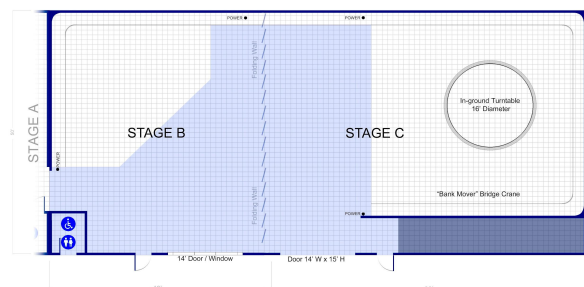 POWER
POWER
STAGE A
Folding Wall
STAGE B
STAGE C
In-ground Turntable
16' Diameter
POWER
Folding Wall
"Bank Mover" Bridge Crane
POWER
14' Door / Window
Door 14' W x 15' H